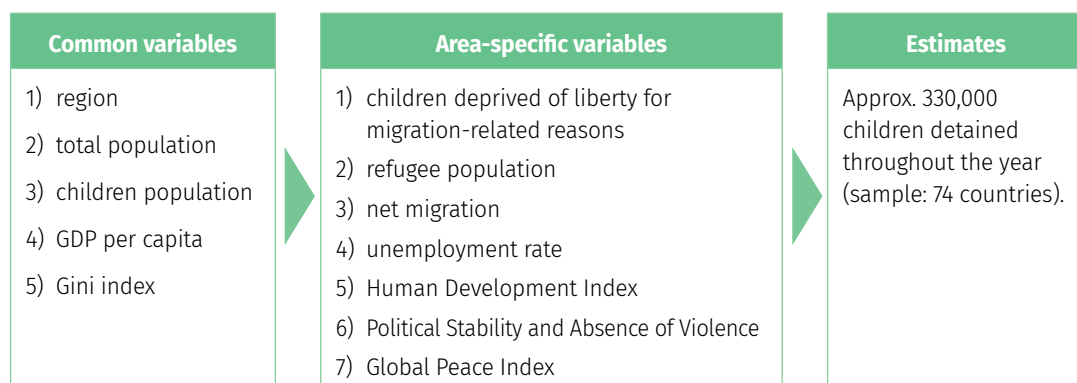 Common variables
1) region
2) total population
3) children population
4) GDP per capita
5) Gini index
Area-specific variables
1) children deprived of liberty for
migration-related reasons
2) refugee population
3) net migration
4) unemployment rate
5) Human Development Index
6) Political Stability and Absence of Violence
7) Global Peace Index
Estimates
Approx. 330,000
children detained
throughout the year
(sample: 74 countries).